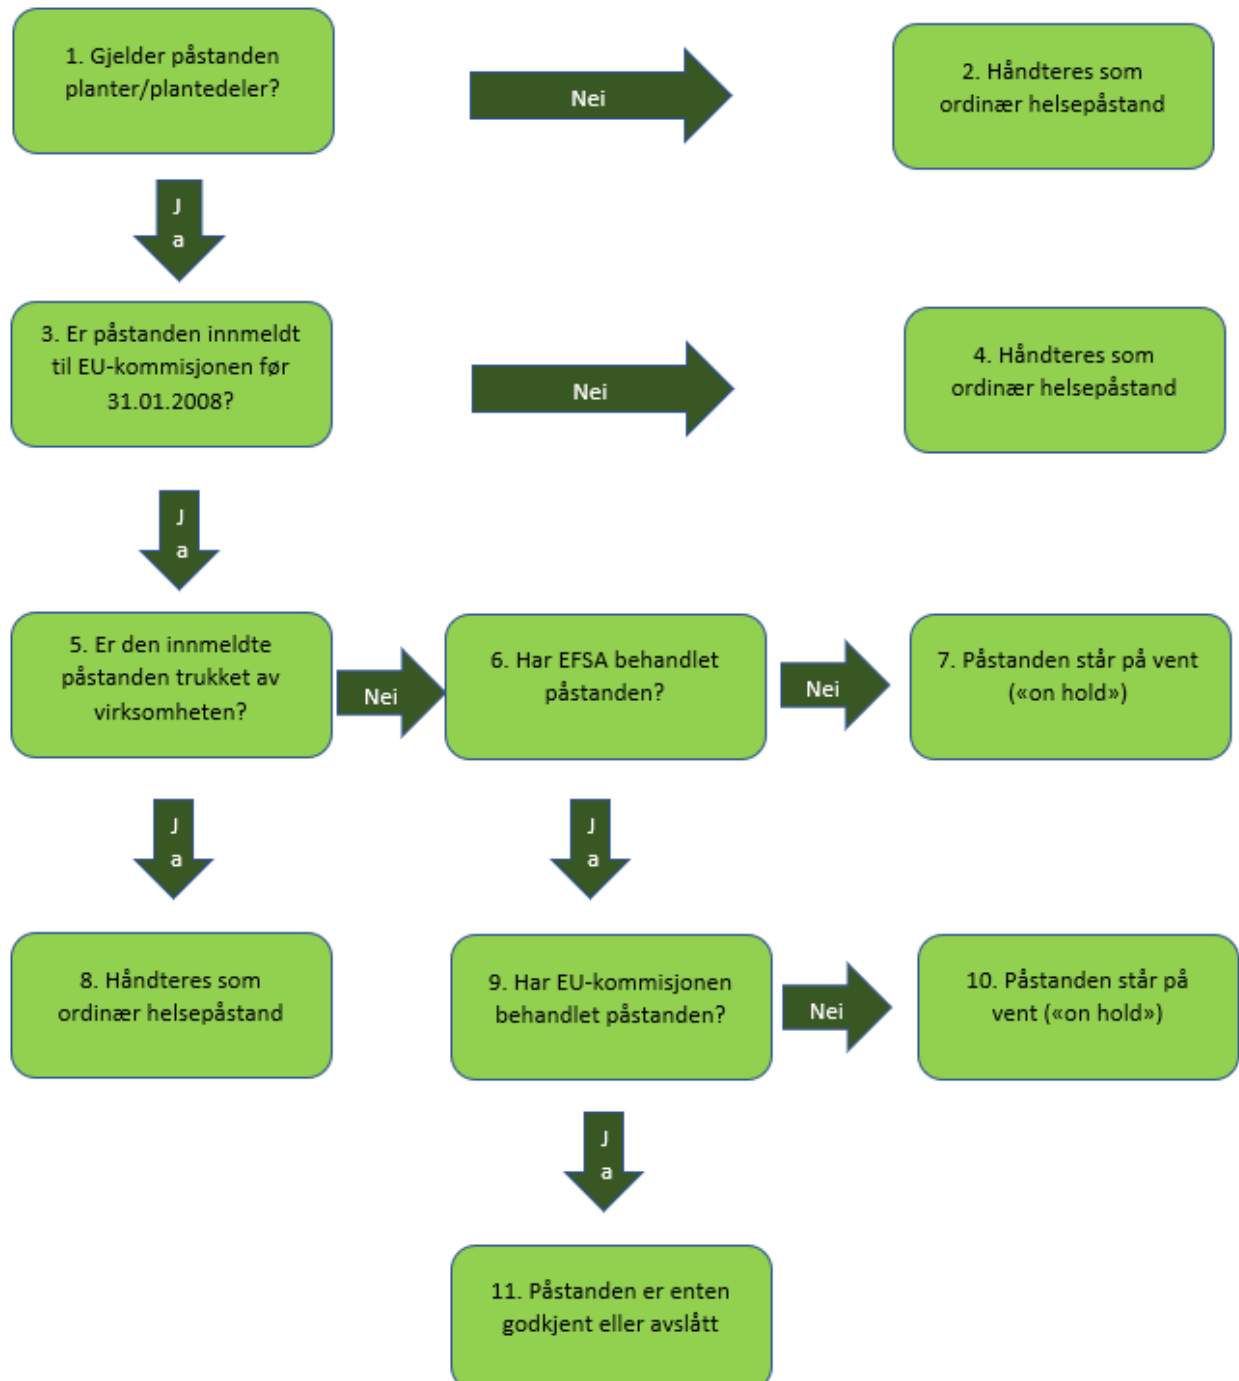 1. Gjelder påstanden
planter/plantedeler?
Nei
2. Håndteres som
ordinær helsepåstand
J
a
3. Er påstanden innmeldt
til EU-kommisjonen før
31.01.2008?
Nei
4. Håndteres som
ordinær helsepåstand
J
a
5. Er den innmeldte
påstanden trukket av
virksomheten?
Nei
6. Har EFSA behandlet
påstanden?
Nei
7. Påstanden står på vent
(«on hold»)
J
a
J
a
8. Håndteres som
ordinær helsepåstand
9. Har EU-kommisjonen
behandlet påstanden?
Nei
10. Påstanden står på
vent («on hold»)
J
a
11. Påstanden er enten
godkjent eller avslått